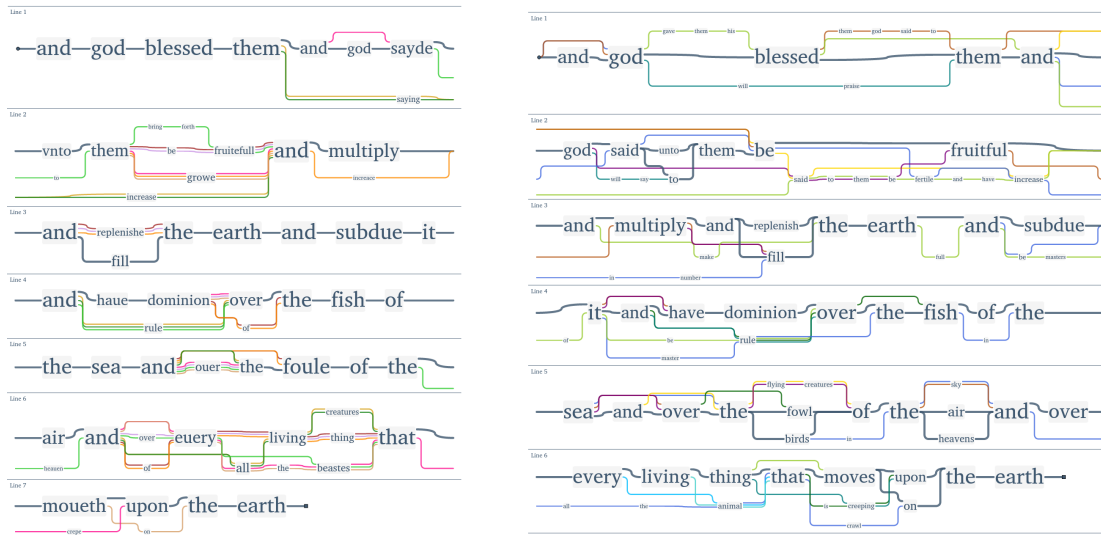 Line 1
and god blessed them and god sayde
saying
Line 2
bring forth
vnto them be fruitefull and multiply
to growe increace
increase
Line 3
and replenishe the earth and subdue it
fill
Line 4
and haue dominion over the fish of
rule of
Line 5
the sea and ouer the foule of the
Line 6
creatures
air and over euery living thing that
heauen of all the beastes
Line 7
moueth upon the earth
crepe on
Line 1
gave them his them god said to
and god blessed them and
will praise
Line 2
god said unto them be fruitful
will say to said to them be fertile and have increase
Line 3
and multiply and replenish the earth and subdue
make fill full be masters
in number
Line 4
it and have dominion over the fish of the
of be rule in
master
Line 5
flying creatures sky
sea and over the fowl of the air and over
birds in heavens
Line 6
every living thing that moves upon the earth
all the animal is creeping on
crawl